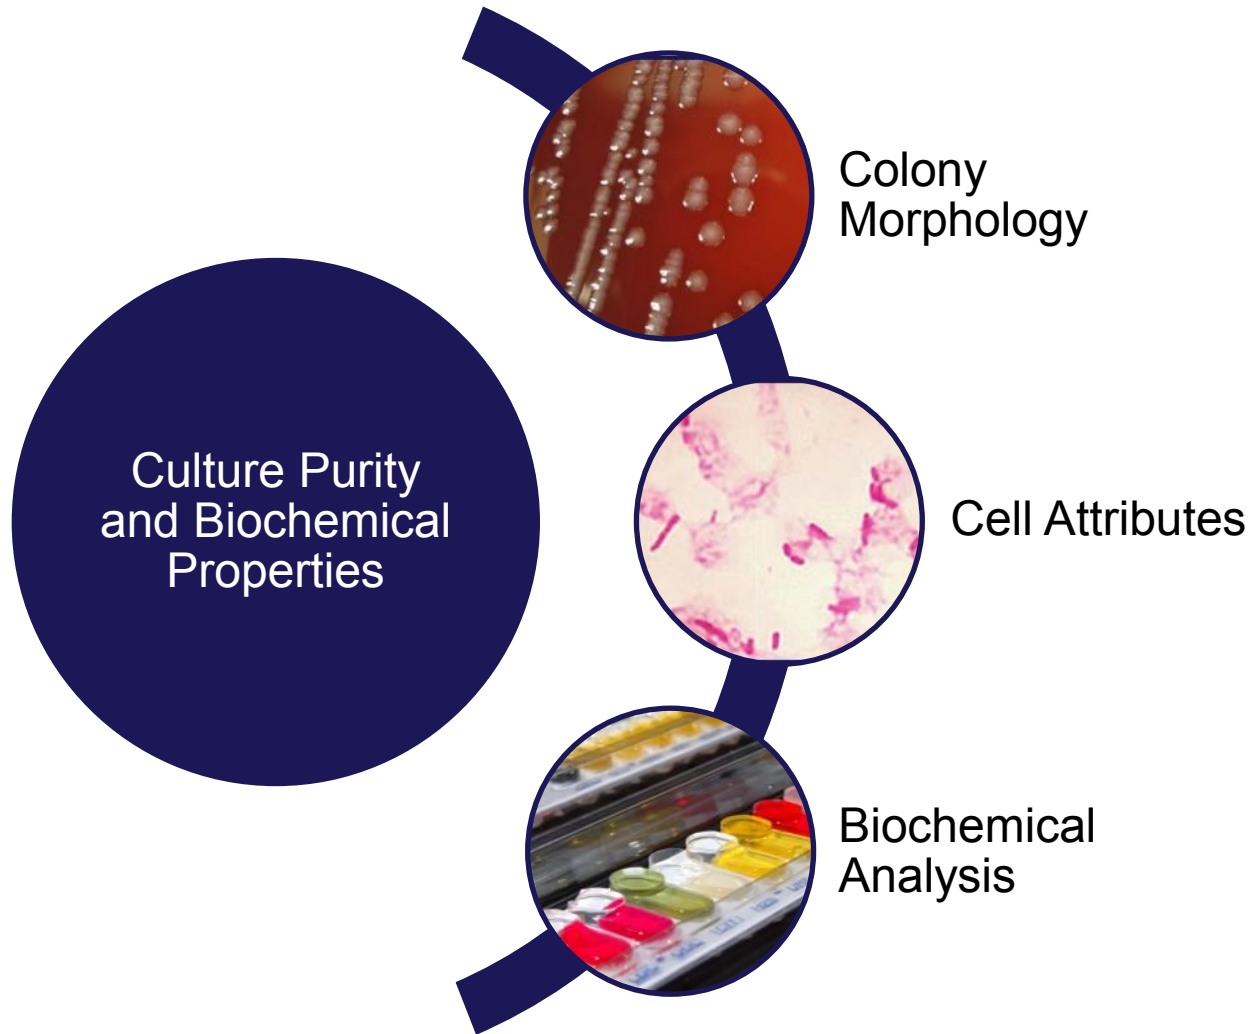 Colony
Morphology
Culture Purity
and Biochemical
Properties
Cell Attributes
Biochemical
Analysis